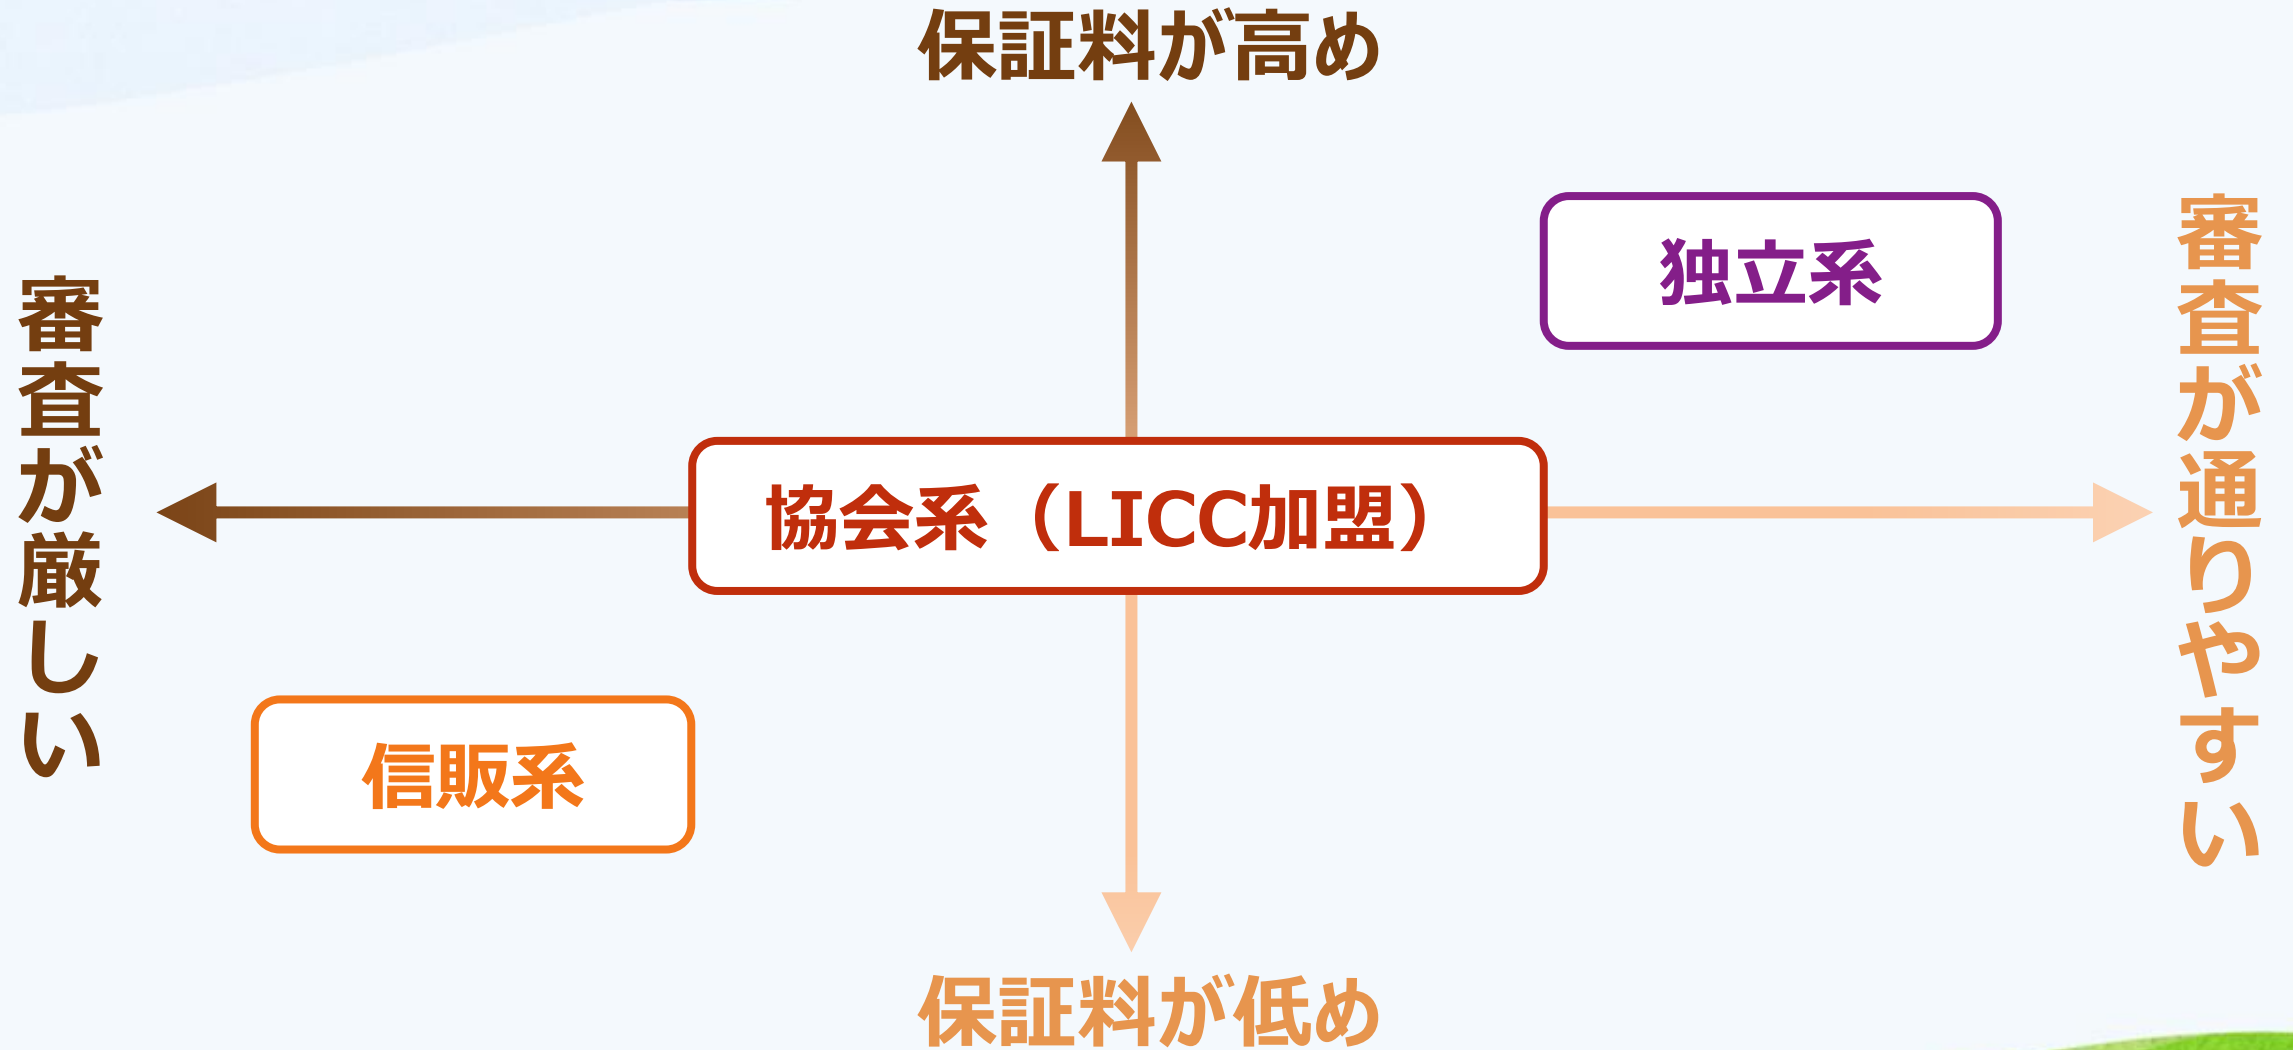 保証料が高め
独立系
審査が厳しい
審査が通りやすい
協会系（LICC加盟）
信販系
保証料が低め